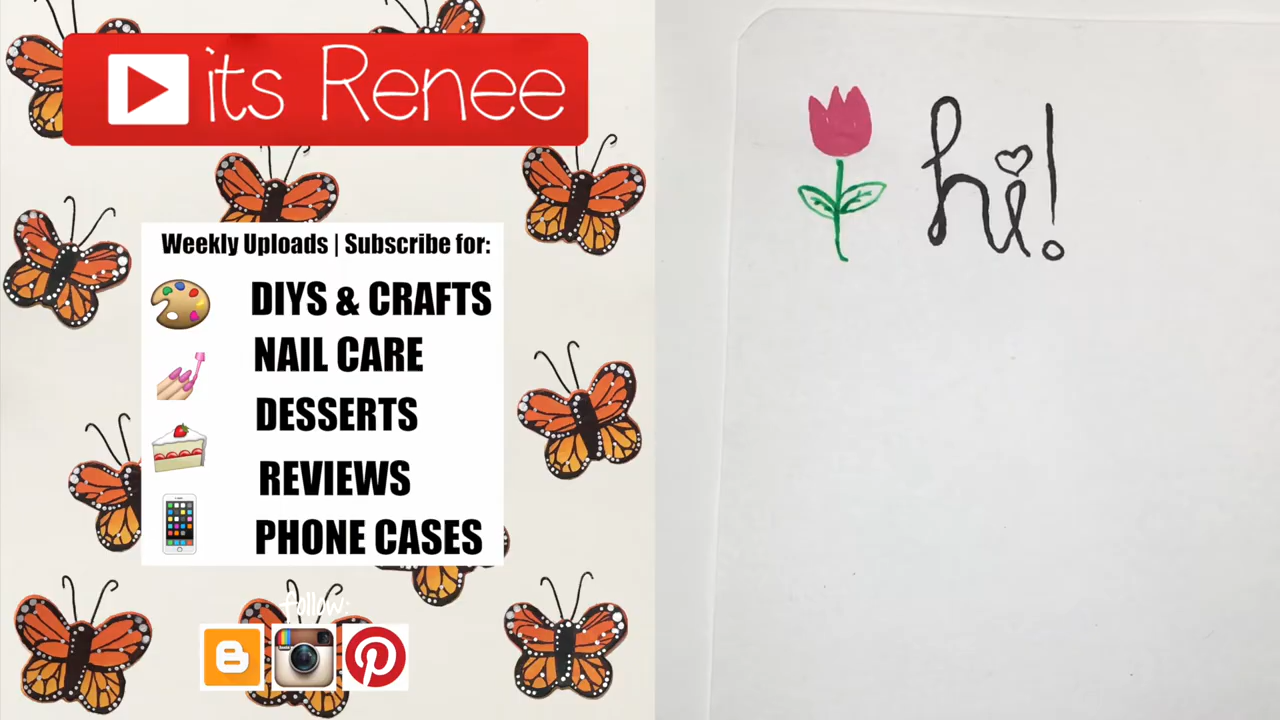 its Renee
Weekly Uploads | Subscribe for:
DIYS & CRAFTS
NAIL CARE
DESSERTS
REVIEWS
PHONE CASES
follow:
hi!